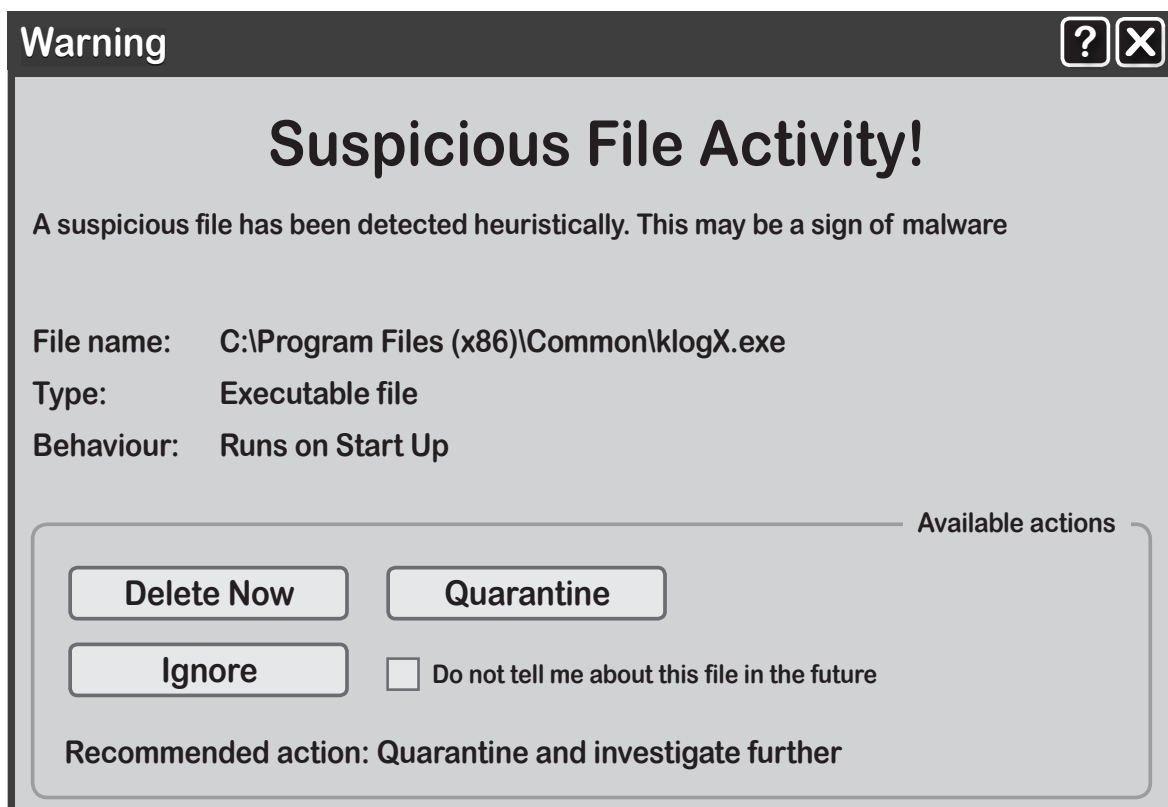 Warning ? X
Suspicious File Activity!
A suspicious file has been detected heuristically. This may be a sign of malware
File name: C:\Program Files (x86)\Common\klogX.exe
Type: Executable file
Behaviour: Runs on Start Up
Available actions
Delete Now Quarantine
Ignore Do not tell me about this file in the future
Recommended action: Quarantine and investigate further